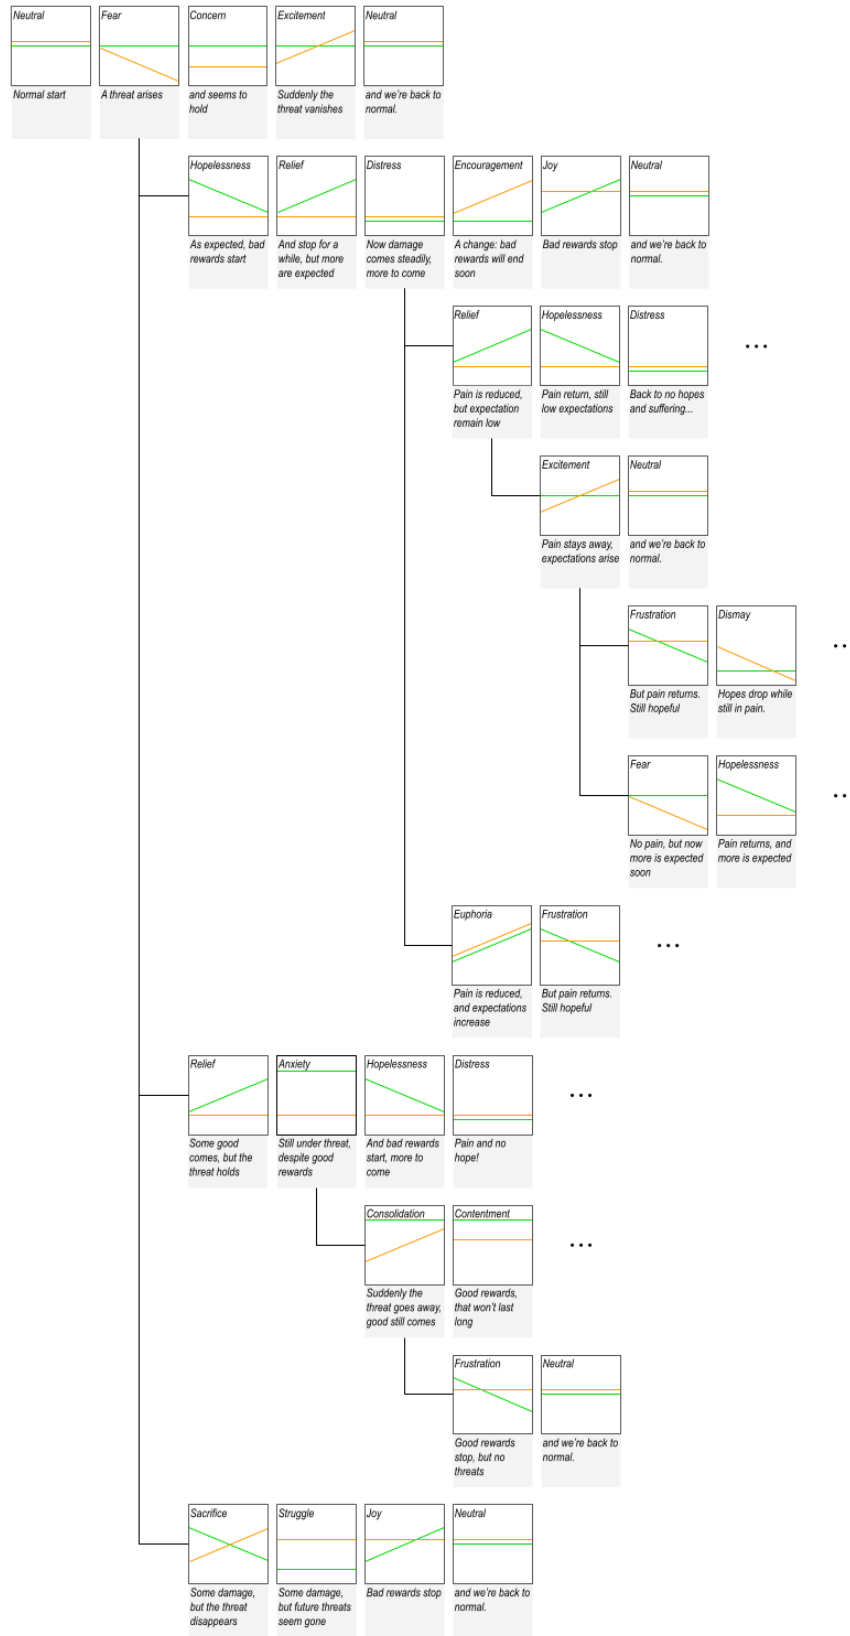 Neutral
Normal start
Fear
A threat arises
Concern
and seems to
hold
Excitement
Suddenly the
threat vanishes
Neutral
and we're back to
normal.
Hopelessness
As expected, bad
rewards start
Relief
And stop for a
while, but more
are expected
Distress
Now damage
comes steadily,
more to come
Encouragement
A change: bad
rewards will end
soon
Joy
Bad rewards stop
Neutral
and we're back to
normal.
Relief
Pain is reduced,
but expectation
remain low
Hopelessness
Pain return, still
low expectations
Distress
Back to no hopes
and suffering...
...
Excitement
Pain stays away,
expectations arise
Neutral
and we're back to
normal.
Frustration
But pain returns.
Still hopeful
Dismay
Hopes drop while
still in pain.
..
Fear
No pain, but now
more is expected
soon
Hopelessness
Pain returns, and
more is expected
..
Euphoria
Pain is reduced,
and expectations
increase
Frustration
But pain returns.
Still hopeful
...
Relief
Some good
comes, but the
threat holds
Anxiety
Still under threat,
despite good
rewards
Hopelessness
And bad rewards
start, more to
come
Distress
Pain and no
hope!
...
Consolidation
Suddenly the
threat goes away,
good still comes
Contentment
Good rewards,
that won't last
long
...
Frustration
Good rewards
stop, but no
threats
Neutral
and we're back to
normal.
Sacrifice
Some damage,
but the threat
disappears
Struggle
Some damage,
but future threats
seem gone
Joy
Bad rewards stop
Neutral
and we're back to
normal.